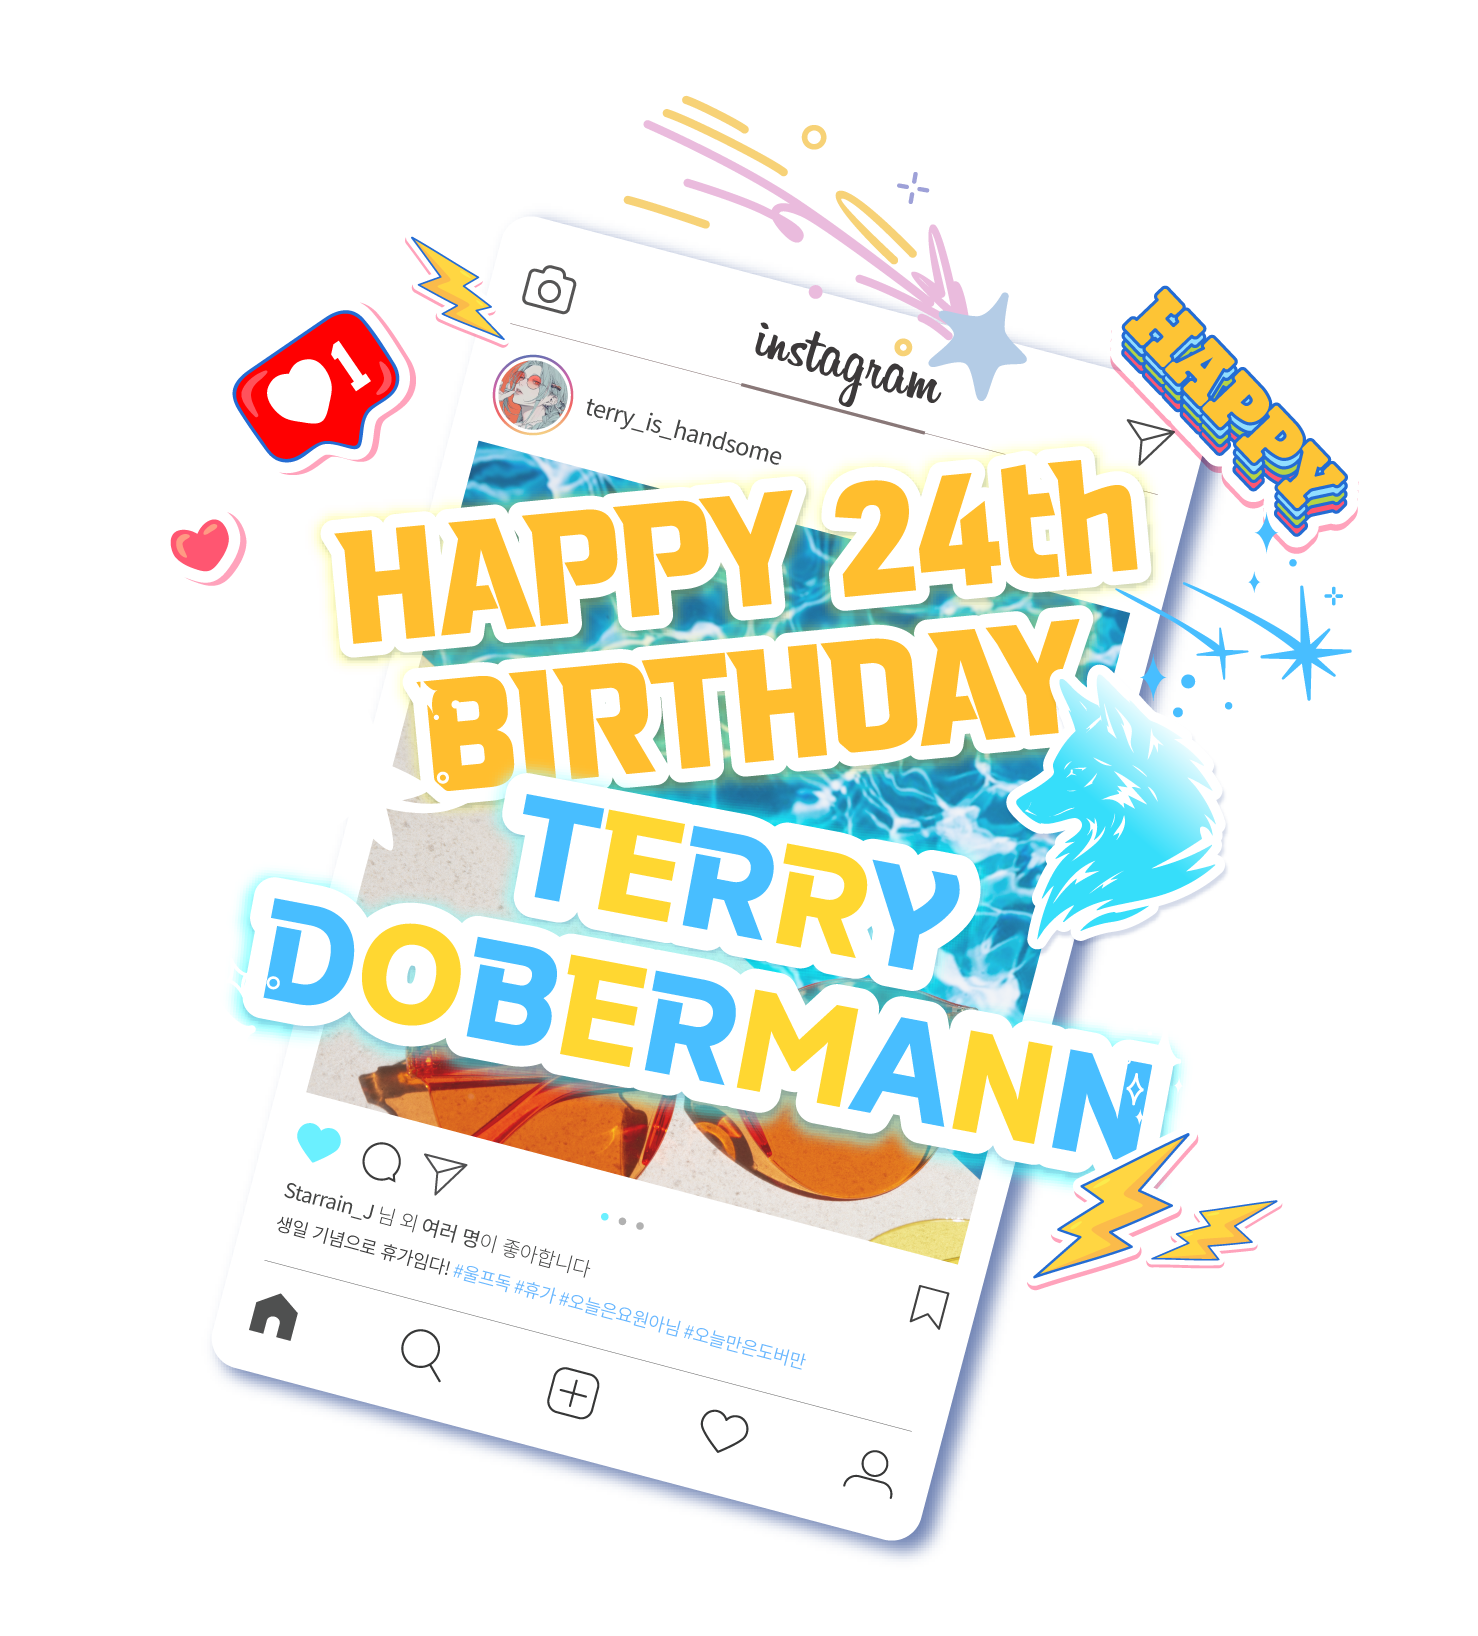 instagram
HAPPY
1
terry_is_handsome
HAPPY 24th
BIRTHDAY
TERRY
DOBERMANN
Starrain_J 님 외 여러 명이 좋아합니다
생일 기념으로 휴가임다! #울프독 #휴가 #오늘은요원아님 #오늘만은도버만